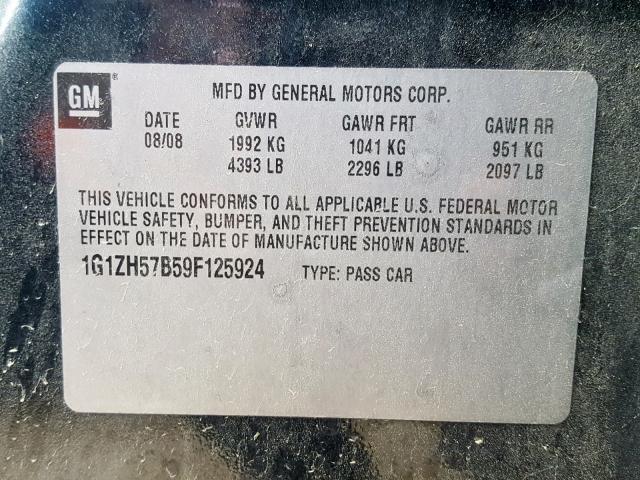 GM ®
MFD BY GENERAL MOTORS CORP.
DATE GVWR GAWR FRT GAWR RR
08/08 1992 KG 1041 KG 951 KG
4393 LB 2296 LB 2097 LB
THIS VEHICLE CONFORMS TO ALL APPLICABLE U.S. FEDERAL MOTOR
VEHICLE SAFETY, BUMPER, AND THEFT PREVENTION STANDARDS IN
EFFECT ON THE DATE OF MANUFACTURE SHOWN ABOVE.
1G1ZH57B59F125924 TYPE: PASS CAR